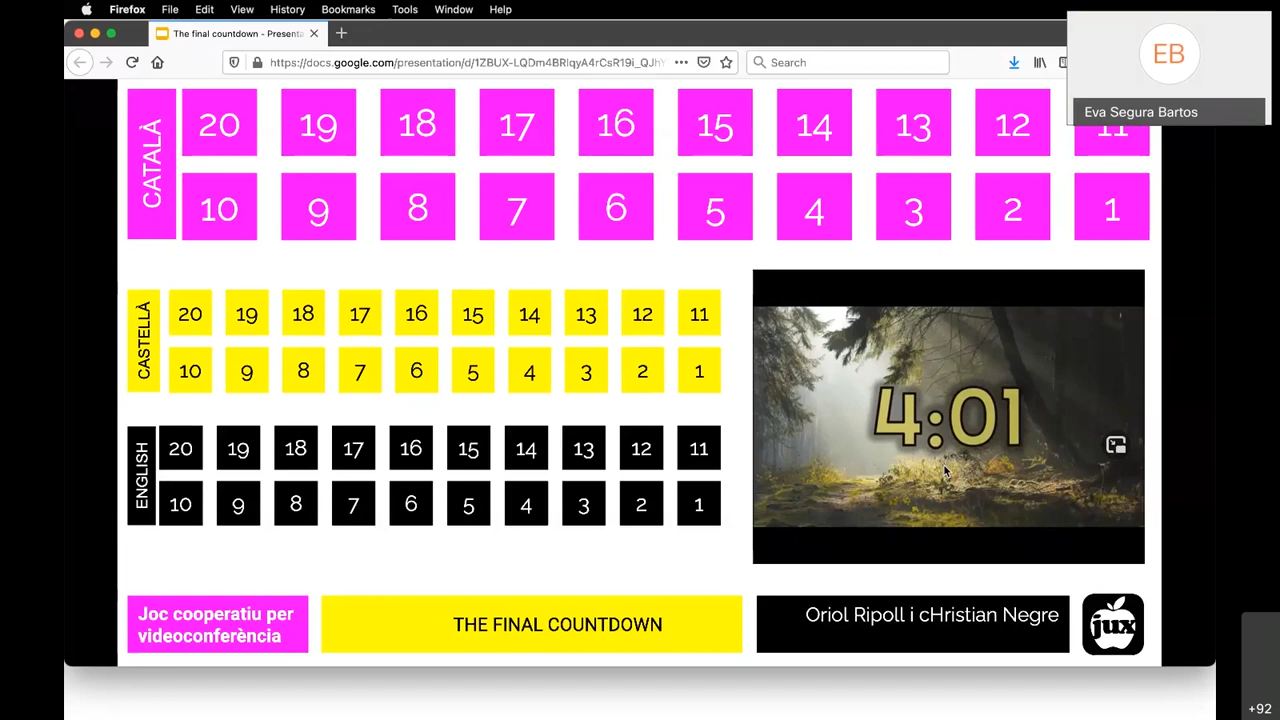 Firefox File Edit View History Bookmarks Tools Window Help
The final countdown - Presenta
https://docs.google.com/presentation/d/1ZBUX-LQDm4BRlqyA4rCsR19i_QJhY
Search
EB
Eva Segura Bartos
CATALÀ
20 19 18 17 16 15 14 13 12 11
10 9 8 7 6 5 4 3 2 1
CASTELLÀ
20 19 18 17 16 15 14 13 12 11
10 9 8 7 6 5 4 3 2 1
4:01
ENGLISH
20 19 18 17 16 15 14 13 12 11
10 9 8 7 6 5 4 3 2 1
Joc cooperatiu per
videoconferència
THE FINAL COUNTDOWN
Oriol Ripoll i cHristian Negre
jux
+92